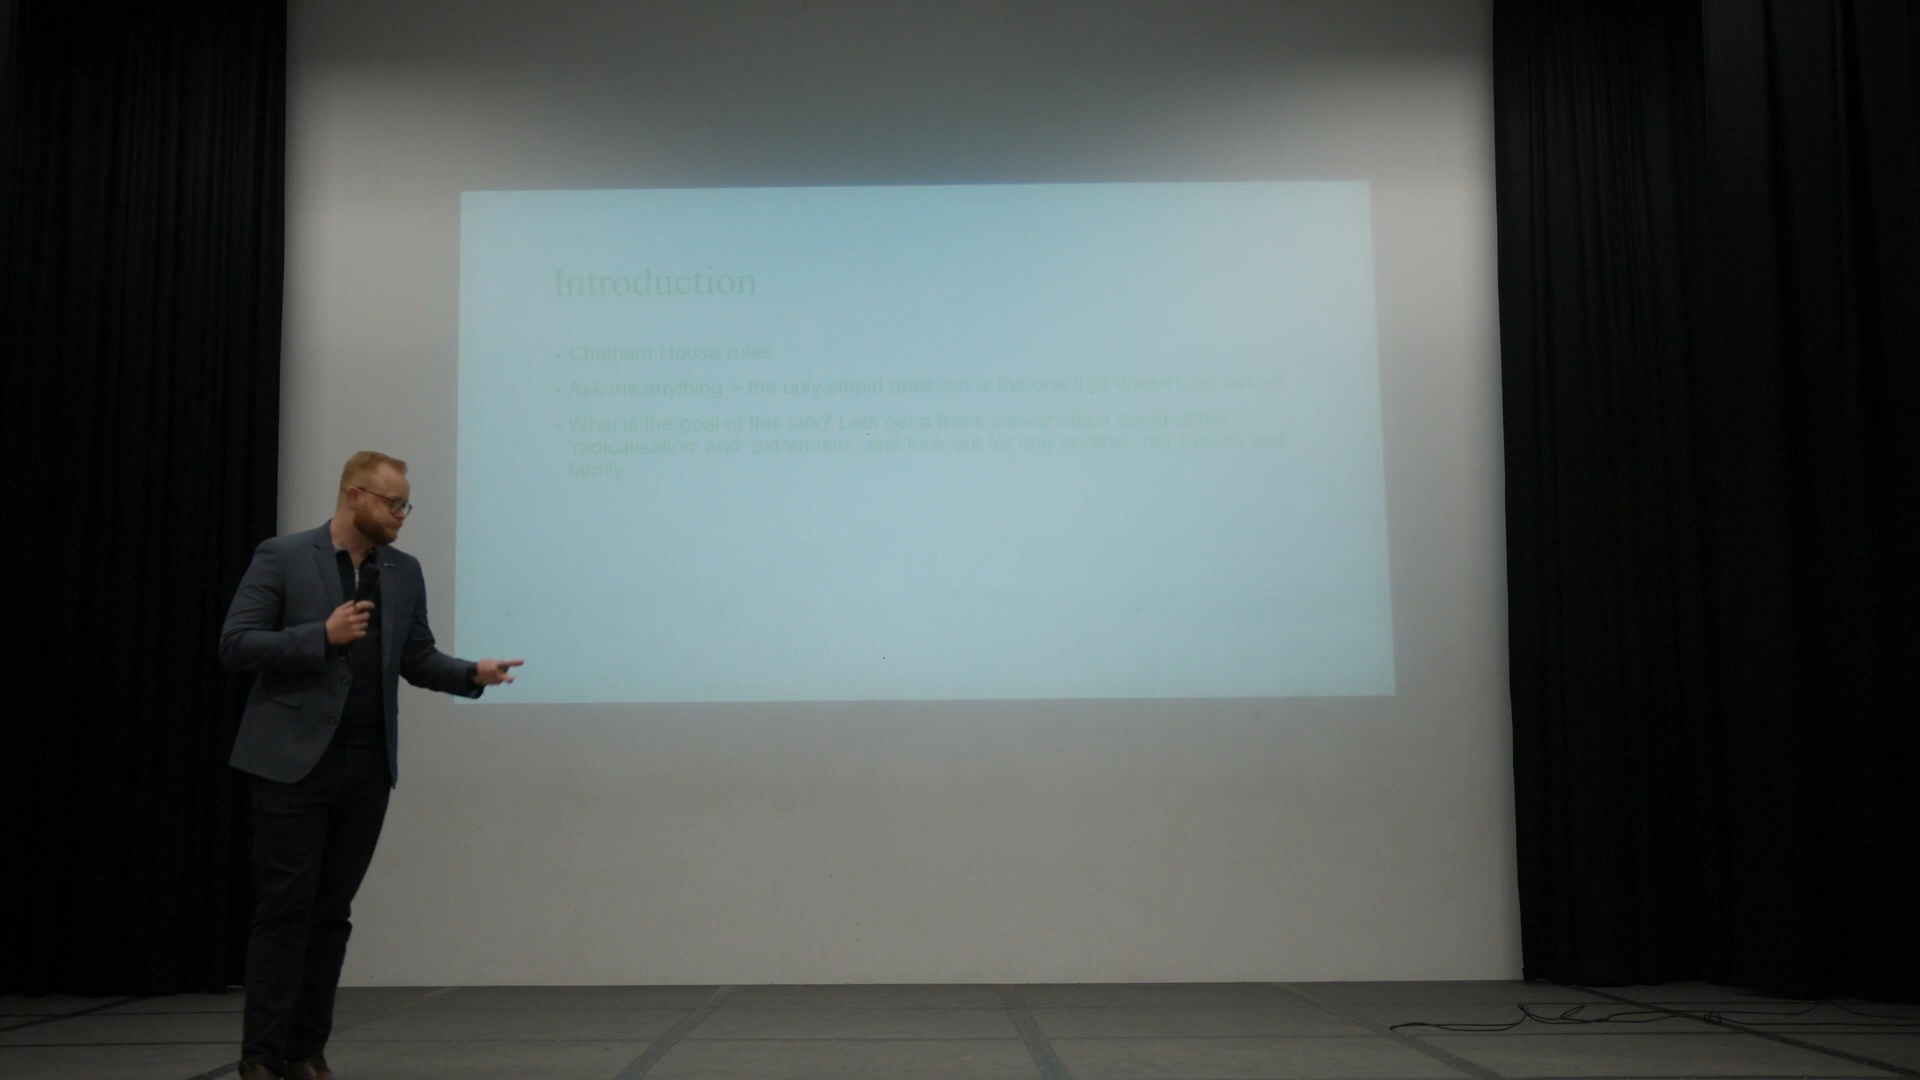 Introduction
• Chatham House rules
• Ask me anything – the only stupid question is the one that doesn't get asked!
• What is the goal of this talk? Lets get a frank conversation going about
'radicalisation' and 'extremism', and look out for one another, our friends and
family.